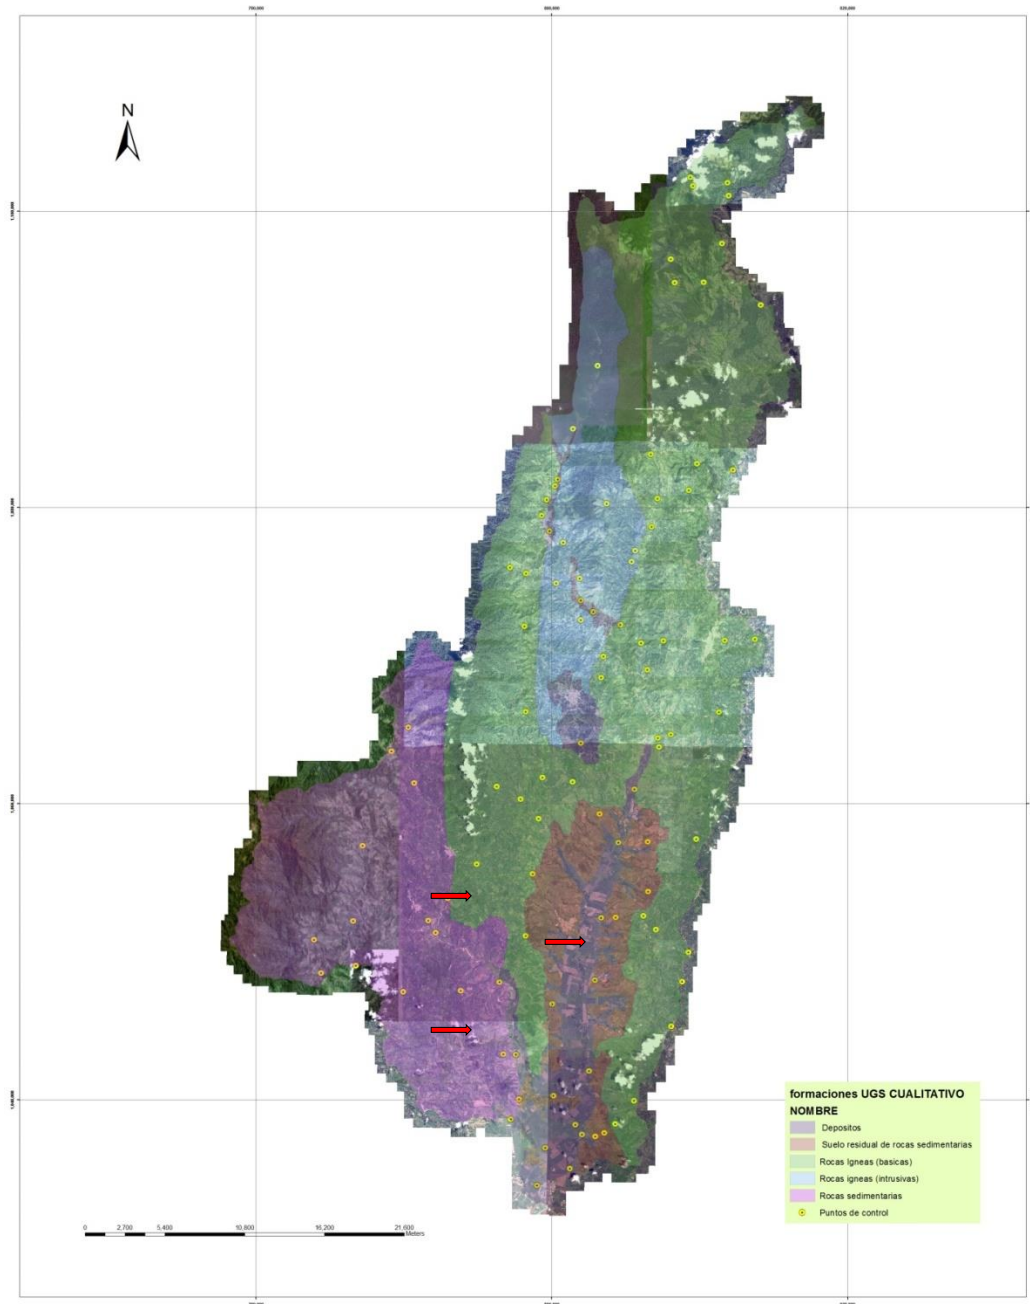 N
formaciones UGS CUALITATIVO
NOMBRE
Depositos
Suelo residual de rocas sedimentarias
Rocas Igneas (basicas)
Rocas igneas (intrusivas)
Rocas sedimentarias
Puntos de control
0 2,700 5,400 10,800 16,200 21,600
Meters